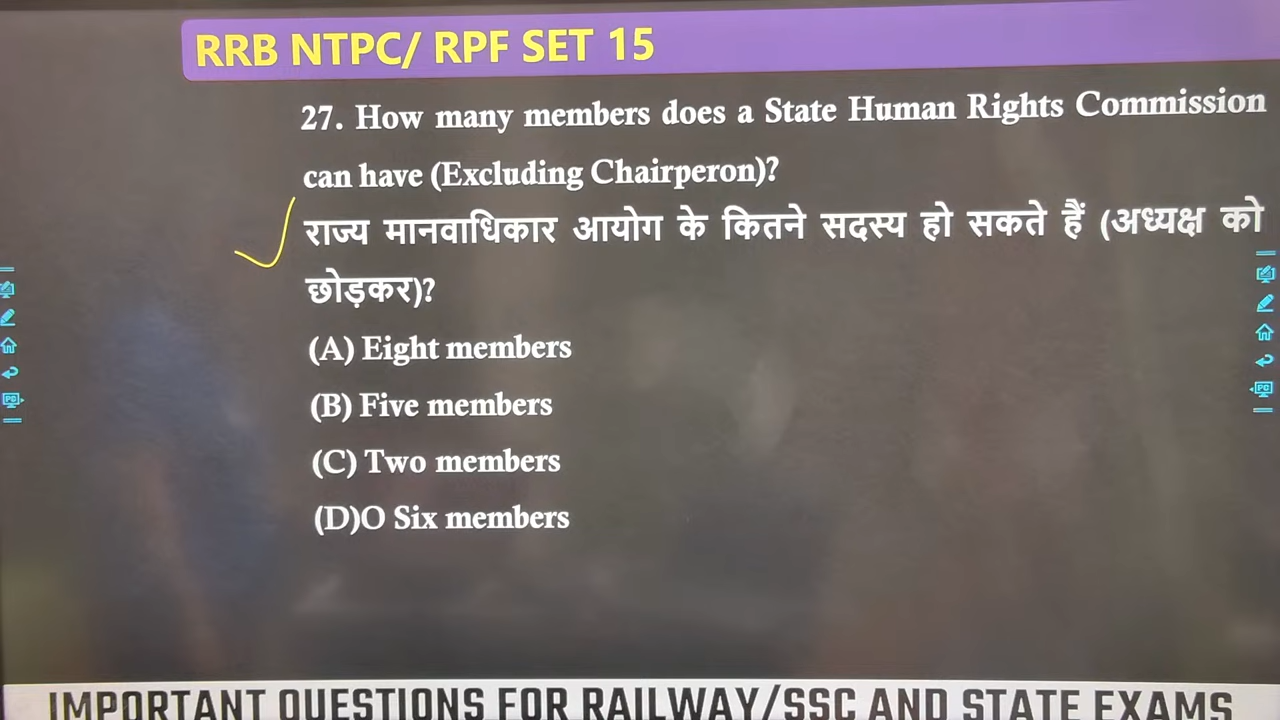 RRB NTPC/ RPF SET 15
27. How many members does a State Human Rights Commission
can have (Excluding Chairperon)?
राज्य मानवाधिकार आयोग के कितने सदस्य हो सकते हैं (अध्यक्ष को
छोड़कर)?
(A) Eight members
(B) Five members
(C) Two members
(D)O Six members
IMPORTANT QUESTIONS FOR RAILWAY/SSC AND STATE EXAMS